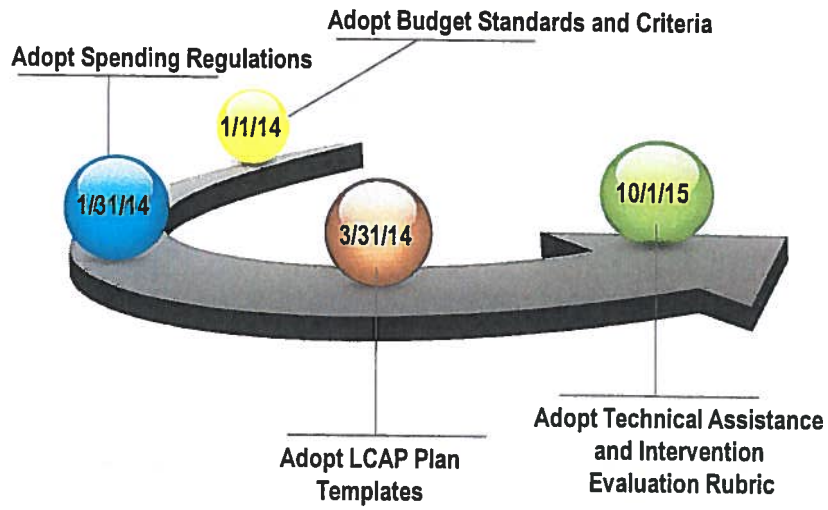 Adopt Budget Standards and Criteria
Adopt Spending Regulations
1/1/14
1/31/14
3/31/14
10/1/15
Adopt LCAP Plan
Templates
Adopt Technical Assistance
and Intervention
Evaluation Rubric